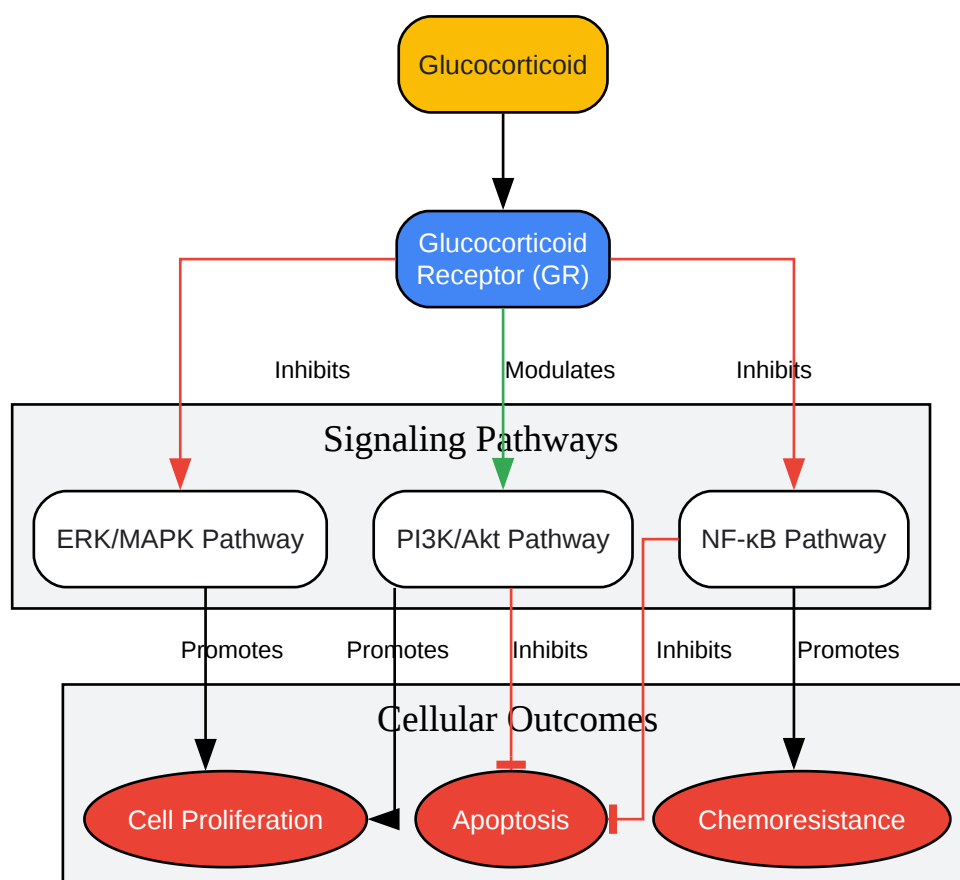 Glucocorticoid
Glucocorticoid
Receptor (GR)
Inhibits
Modulates
Inhibits
Signaling Pathways
ERK/MAPK Pathway
PI3K/Akt Pathway
NF-κB Pathway
Promotes
Promotes
Inhibits
Inhibits
Promotes
Cellular Outcomes
Cell Proliferation
Apoptosis
Chemoresistance